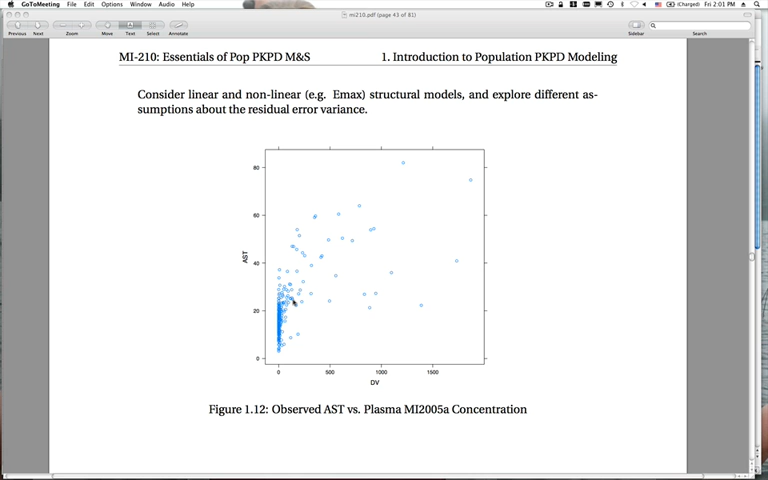 GoToMeeting File Edit Options Window Audio Help
(Charged) Fri 2:01 PM
mi210.pdf (page 43 of 81)
Previous Next Zoom Move Text Select Annotate Sidebar Search
MI-210: Essentials of Pop PKPD M&S 1. Introduction to Population PKPD Modeling
Consider linear and non-linear (e.g. Emax) structural models, and explore different as-
sumptions about the residual error variance.
80
60
AST
40
20
0
0 500 1000 1500
DV
Figure 1.12: Observed AST vs. Plasma MI2005a Concentration